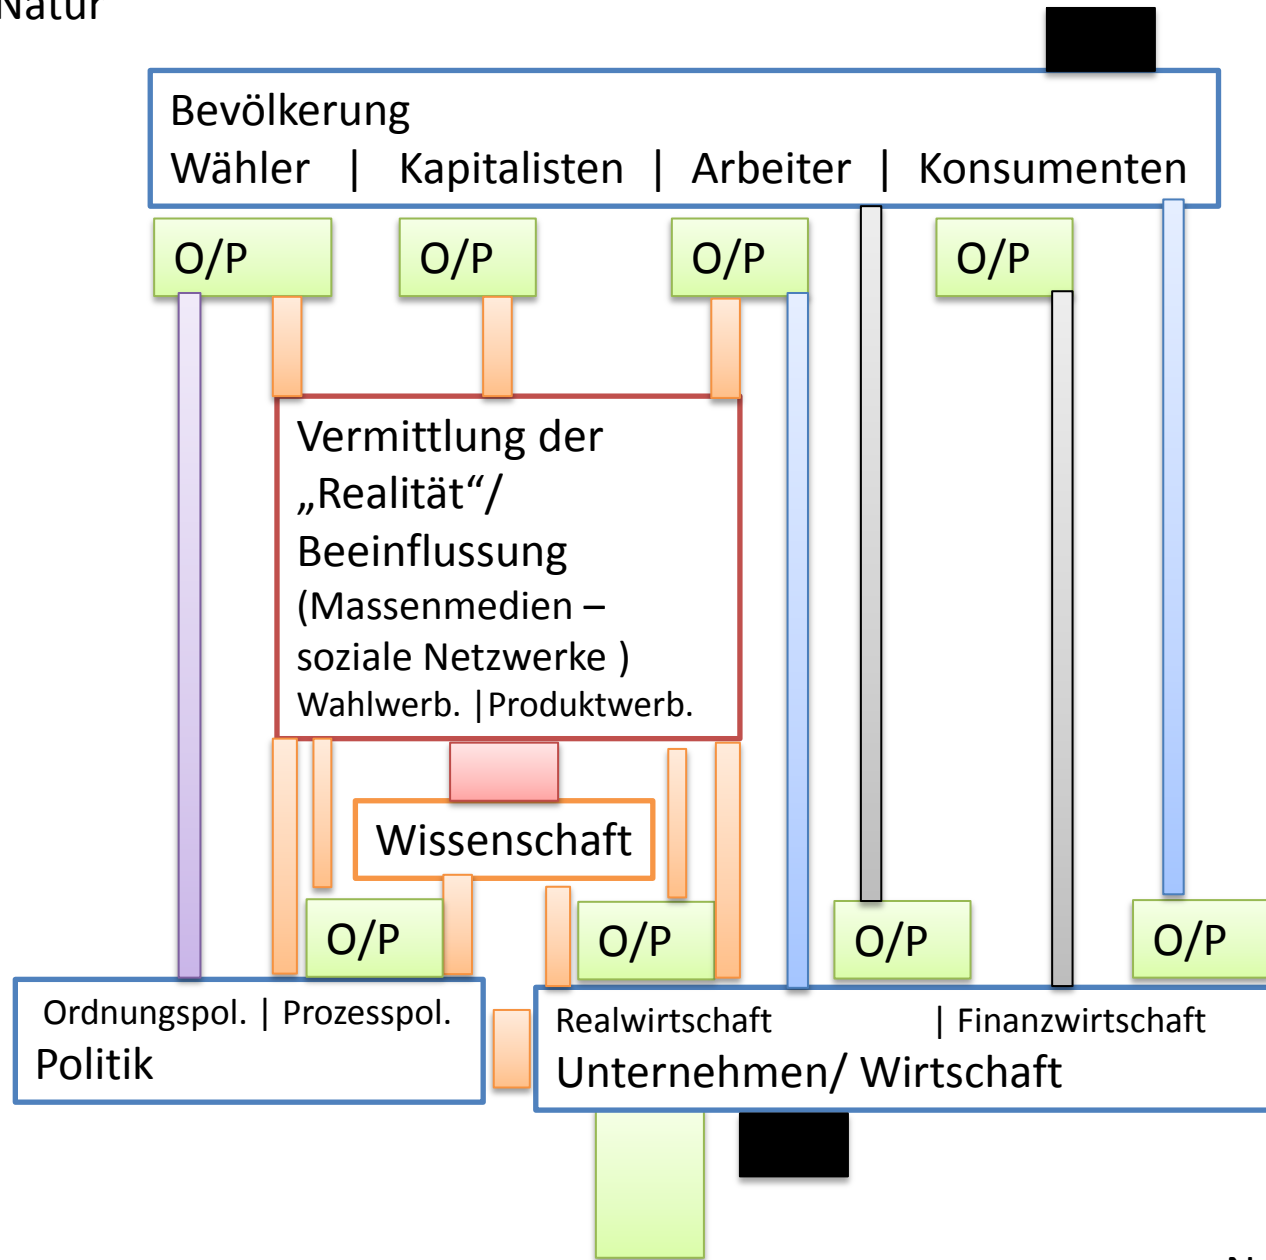 Natur
Bevölkerung
Wähler | Kapitalisten | Arbeiter | Konsumenten
O/P O/P O/P O/P
Vermittlung der
„Realität“/
Beeinflussung
(Massenmedien –
soziale Netzwerke )
Wahlwerb. |Produktwerb.
Wissenschaft
O/P O/P O/P O/P
Ordnungspol. | Prozesspol.
Politik
Realwirtschaft | Finanzwirtschaft
Unternehmen/ Wirtschaft